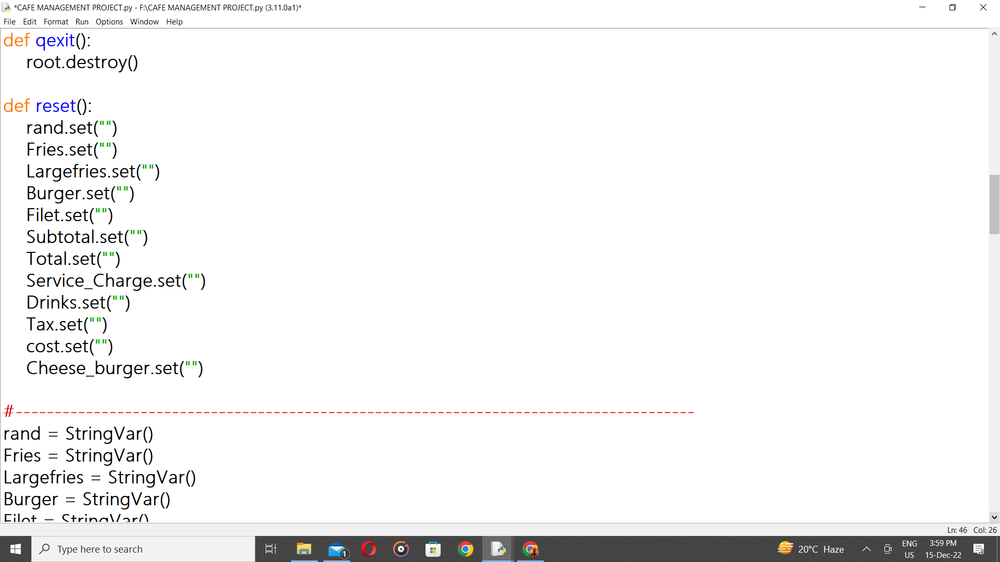 *CAFE MANAGEMENT PROJECT.py - F:\CAFE MANAGEMENT PROJECT.py (3.11.0a1)*
File Edit Format Run Options Window Help
def qexit():
    root.destroy()

def reset():
    rand.set("")
    Fries.set("")
    Largefries.set("")
    Burger.set("")
    Filet.set("")
    Subtotal.set("")
    Total.set("")
    Service_Charge.set("")
    Drinks.set("")
    Tax.set("")
    cost.set("")
    Cheese_burger.set("")

#---------------------------------------------------------------------------------------
rand = StringVar()
Fries = StringVar()
Largefries = StringVar()
Burger = StringVar()
Filet = StringVar()
Ln: 46 Col: 26
Type here to search
1
20°C Haze
ENG
US
3:59 PM
15-Dec-22